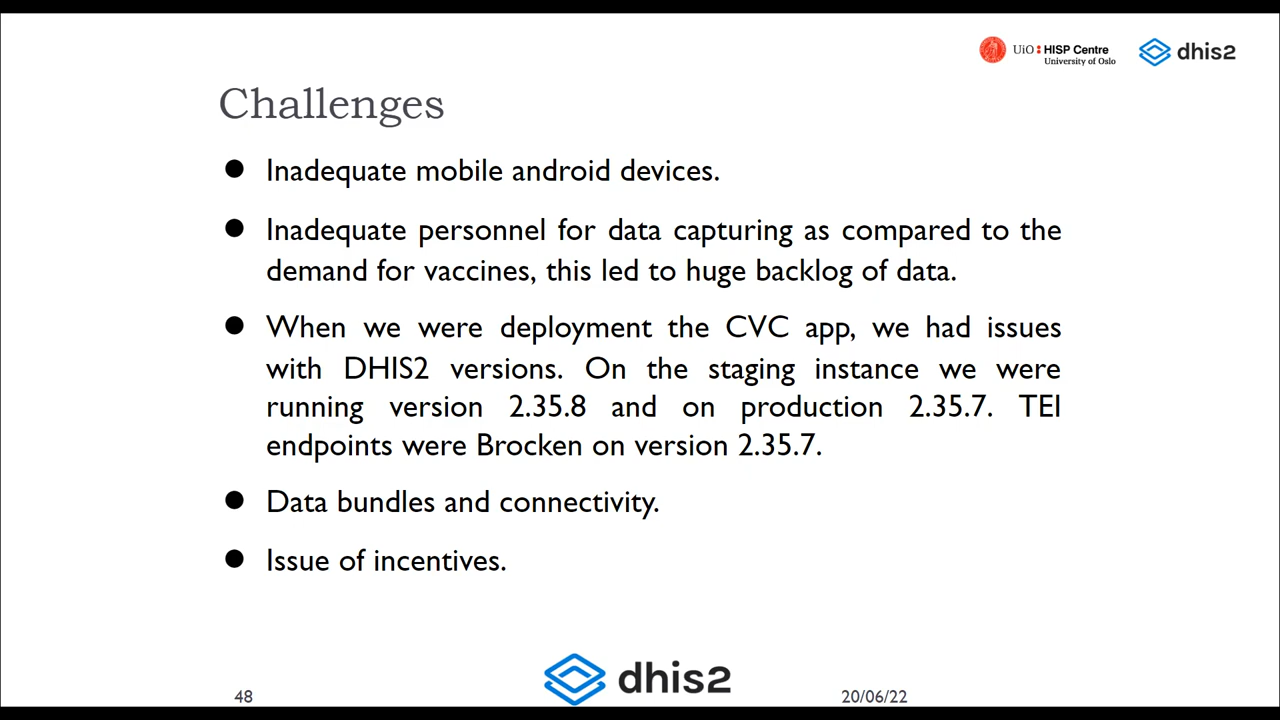 UiO HISP Centre
University of Oslo
dhis2
Challenges
● Inadequate mobile android devices.
● Inadequate personnel for data capturing as compared to the
demand for vaccines, this led to huge backlog of data.
● When we were deployment the CVC app, we had issues
with DHIS2 versions. On the staging instance we were
running version 2.35.8 and on production 2.35.7. TEI
endpoints were Brocken on version 2.35.7.
● Data bundles and connectivity.
● Issue of incentives.
48
dhis2
20/06/22